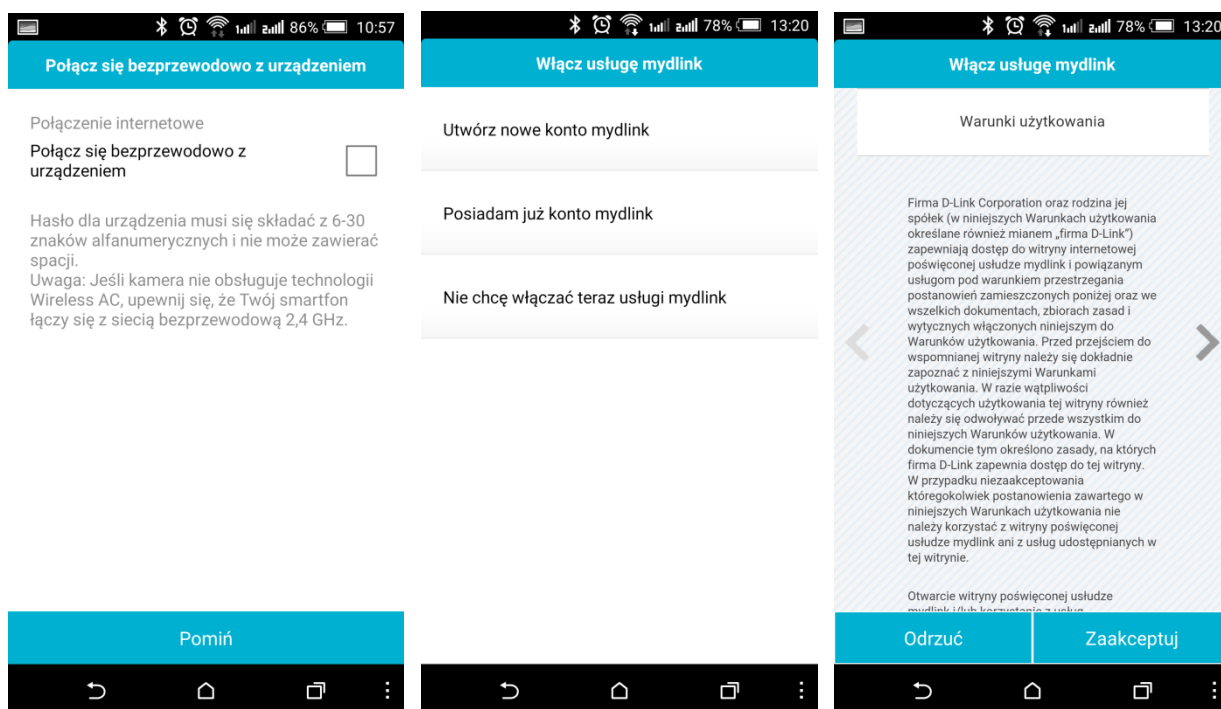 86% 10:57
Połącz się bezprzewodowo z urządzeniem
Połączenie internetowe
Połącz się bezprzewodowo z
urządzeniem
Hasło dla urządzenia musi się składać z 6-30
znaków alfanumerycznych i nie może zawierać
spacji.
Uwaga: Jeśli kamera nie obsługuje technologii
Wireless AC, upewnij się, że Twój smartfon
łączy się z siecią bezprzewodową 2,4 GHz.
Pomiń
78% 13:20
Włącz usługę mydlink
Utwórz nowe konto mydlink
Posiadam już konto mydlink
Nie chcę włączać teraz usługi mydlink
78% 13:20
Włącz usługę mydlink
Warunki użytkowania
Firma D-Link Corporation oraz rodzina jej
spółek (w niniejszych Warunkach użytkowania
określane również mianem „firma D-Link”)
zapewniają dostęp do witryny internetowej
poświęconej usłudze mydlink i powiązanym
usługom pod warunkiem przestrzegania
postanowień zamieszczonych poniżej oraz we
wszelkich dokumentach, zbiorach zasad i
wytycznych włączonych niniejszym do
Warunków użytkowania. Przed przejściem do
wspomnianej witryny należy się dokładnie
zapoznać z niniejszymi Warunkami
użytkowania. W razie wątpliwości
dotyczących użytkowania tej witryny również
należy się odwoływać przede wszystkim do
niniejszych Warunków użytkowania. W
dokumencie tym określono zasady, na których
firma D-Link zapewnia dostęp do tej witryny.
W przypadku niezaakceptowania
któregokolwiek postanowienia zawartego w
niniejszych Warunkach użytkowania nie
należy korzystać z witryny poświęconej
usłudze mydlink ani z usług udostępnianych w
tej witrynie.
Otwarcie witryny poświęconej usłudze
mydlink i/lub korzystanie z usług
Odrzuć Zaakceptuj